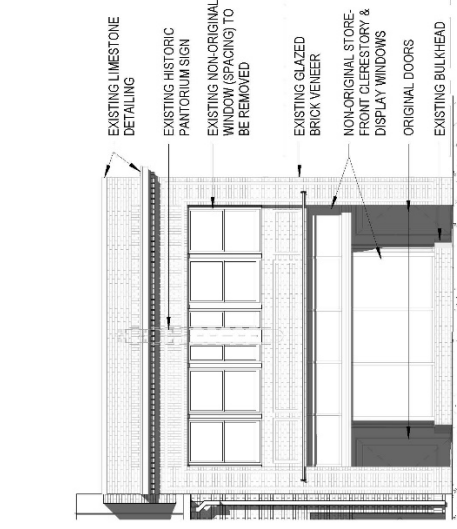 EXISTING LIMESTONE
DETAILING
EXISTING HISTORIC
PANTORIUM SIGN
EXISTING NON-ORIGINAL
WINDOW (SPACING) TO
BE REMOVED
EXISTING GLAZED
BRICK VENEER
NON-ORIGINAL STORE-
FRONT CLERESTORY &
DISPLAY WINDOWS
ORIGINAL DOORS
EXISTING BULKHEAD